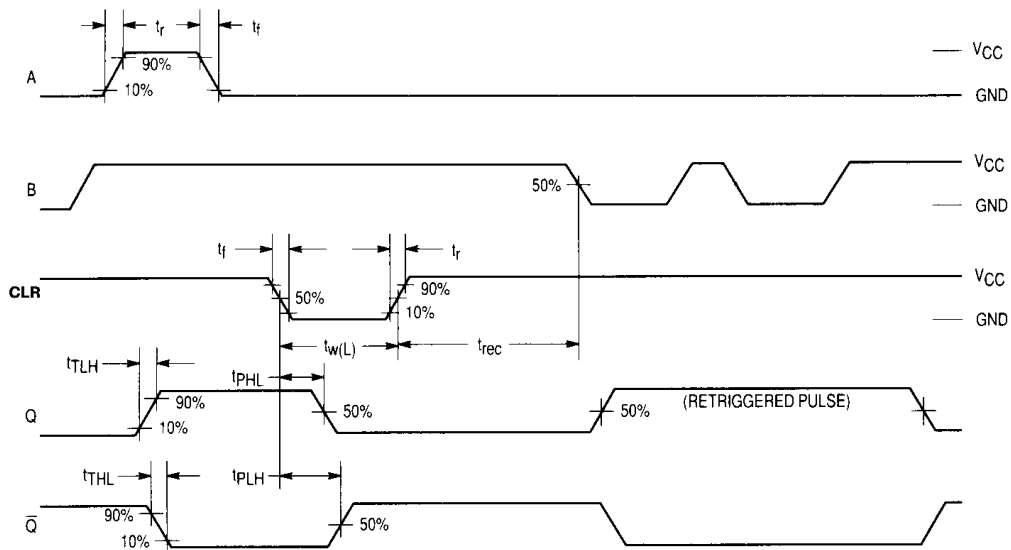 tr tf
A 90% 10% VCC GND
B 50% VCC GND
tf tr
CLR 50% 90% 10% VCC GND
tw(L) trec
tTLH tPHL
Q 90% 10% 50% 50% (RETRIGGERED PULSE)
tTHL tPLH
Q̅ 90% 10% 50%